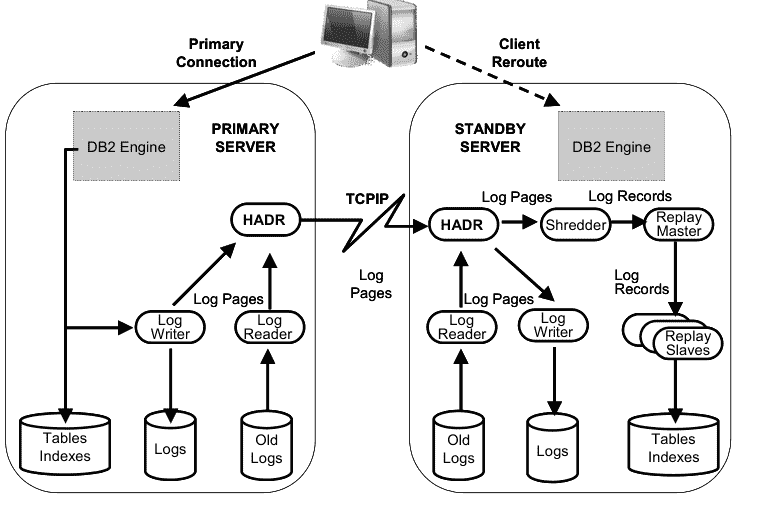 Primary
Connection
Client
Reroute
DB2 Engine
PRIMARY
SERVER
HADR
Log Pages
Log
Writer
Log
Reader
Tables
Indexes
Logs
Old
Logs
TCPIP
Log
Pages
STANDBY
SERVER
DB2 Engine
HADR
Log Pages
Shredder
Log Records
Replay
Master
Log
Records
Log Pages
Log
Reader
Log
Writer
Replay
Slaves
Old
Logs
Logs
Tables
Indexes